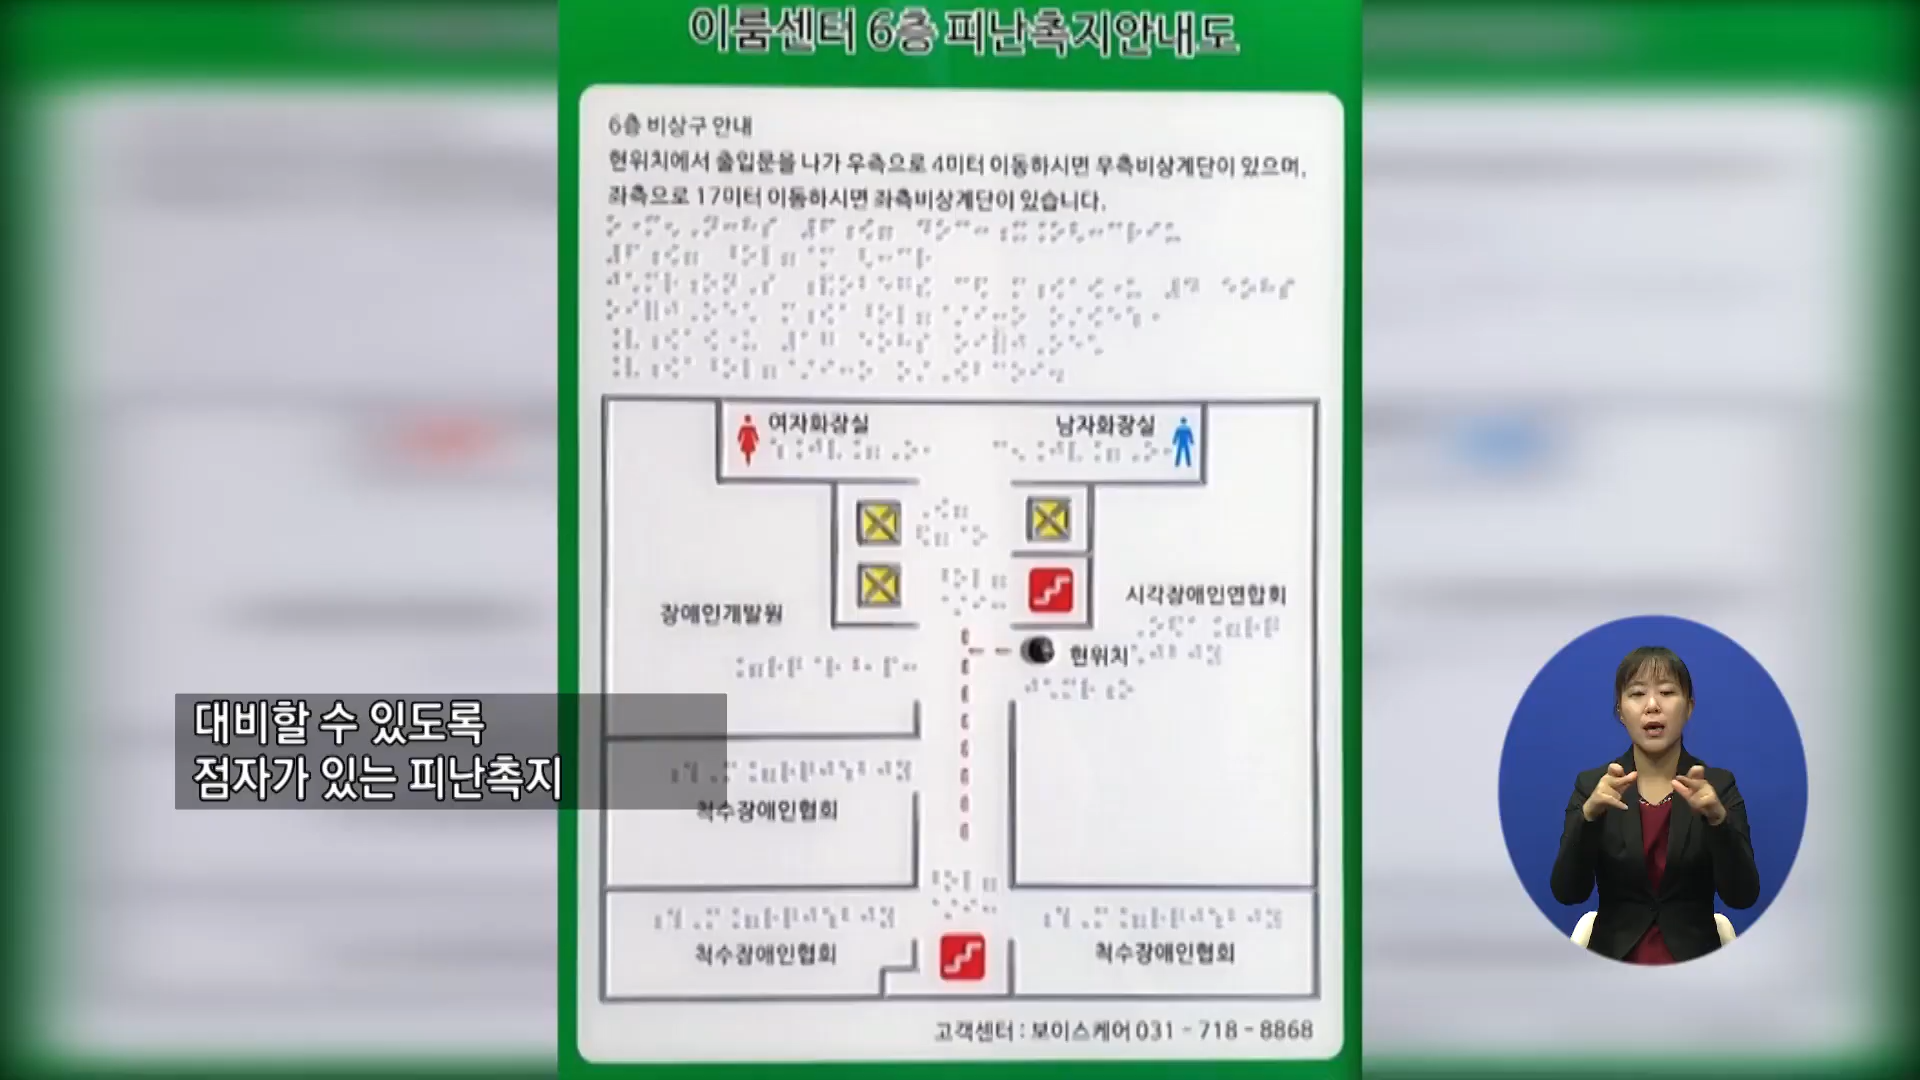 이룸센터 6층 피난촉지안내도
6층 비상구 안내
현위치에서 출입문을 나가 우측으로 4미터 이동하시면 우측비상계단이 있으며,
좌측으로 17미터 이동하시면 좌측비상계단이 있습니다.
여자화장실
남자화장실
장애인개발원
시각장애인연합회
현위치
대비할 수 있도록
점자가 있는 피난촉지
척수장애인협회
척수장애인협회
척수장애인협회
고객센터 : 보이스케어 031 - 718 - 8868